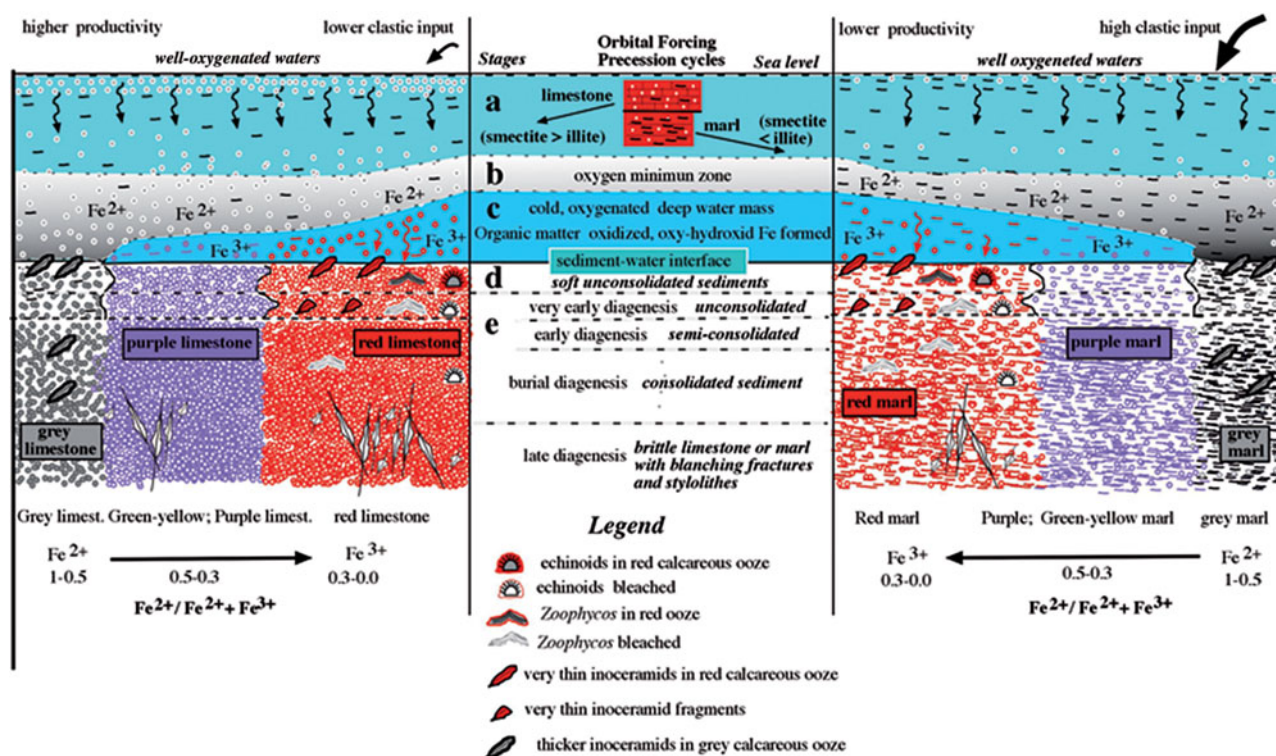 higher productivity
lower clastic input
well-oxygenated waters
Fe 2+
Fe 2+
Fe 3+
Fe 3+
purple limestone
red limestone
grey
limestone
Grey limest. Green-yellow; Purple limest. red limestone
Fe 2+
Fe 3+
1-0.5
0.5-0.3
0.3-0.0
Fe2+/ Fe2++ Fe3+
Stages
Orbital Forcing
Precession cycles
Sea level
a
limestone
marl
(smectite > illite)
(smectite
< illite)
b
oxygen minimun zone
c
cold, oxygenated deep water mass
Organic matter oxidized, oxy-hydroxid Fe formed
sediment-water interface
d
soft unconsolidated sediments
very early diagenesis unconsolidated
e
early diagenesis semi-consolidated
burial diagenesis consolidated sediment
late diagenesis brittle limestone or marl
with blanching fractures
and stylolithes
Legend
echinoids in red calcareous ooze
echinoids bleached
Zoophycos in red ooze
Zoophycos bleached
very thin inoceramids in red calcareous ooze
very thin inoceramid fragments
thicker inoceramids in grey calcareous ooze
lower productivity
high clastic input
well oxygeneted waters
Fe 2+
Fe 2+
Fe 2+
Fe 3+
Fe 3+
purple marl
red marl
grey
marl
Red marl Purple; Green-yellow marl grey marl
Fe 3+
Fe 2+
0.3-0.0
0.5-0.3
1-0.5
Fe2+/ Fe2++ Fe3+